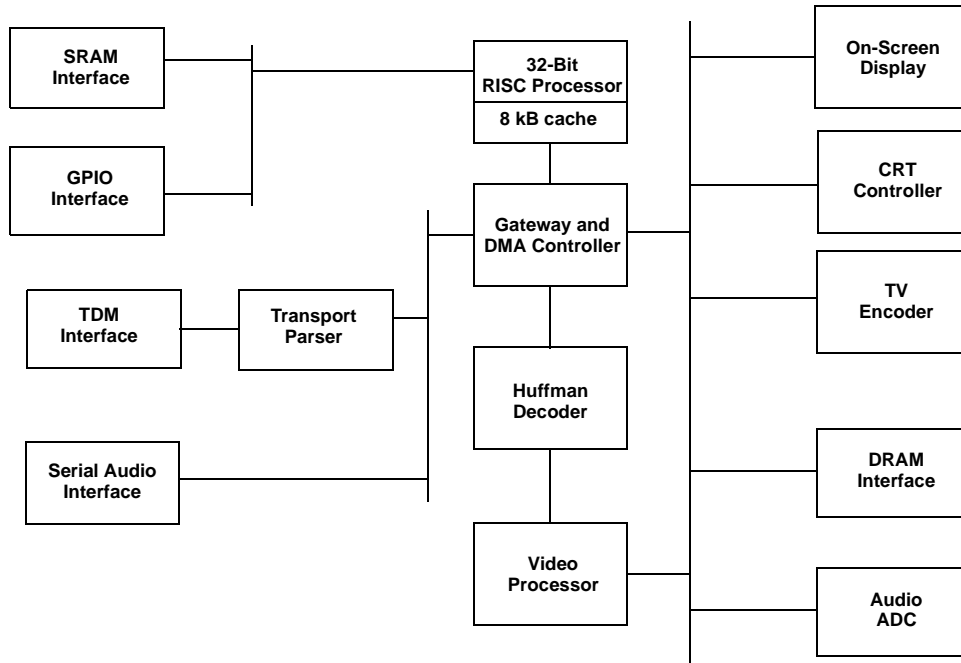 SRAM
Interface
GPIO
Interface
TDM
Interface
Transport
Parser
Serial Audio
Interface
32-Bit
RISC Processor
8 kB cache
Gateway and
DMA Controller
Huffman
Decoder
Video
Processor
On-Screen
Display
CRT
Controller
TV
Encoder
DRAM
Interface
Audio
ADC